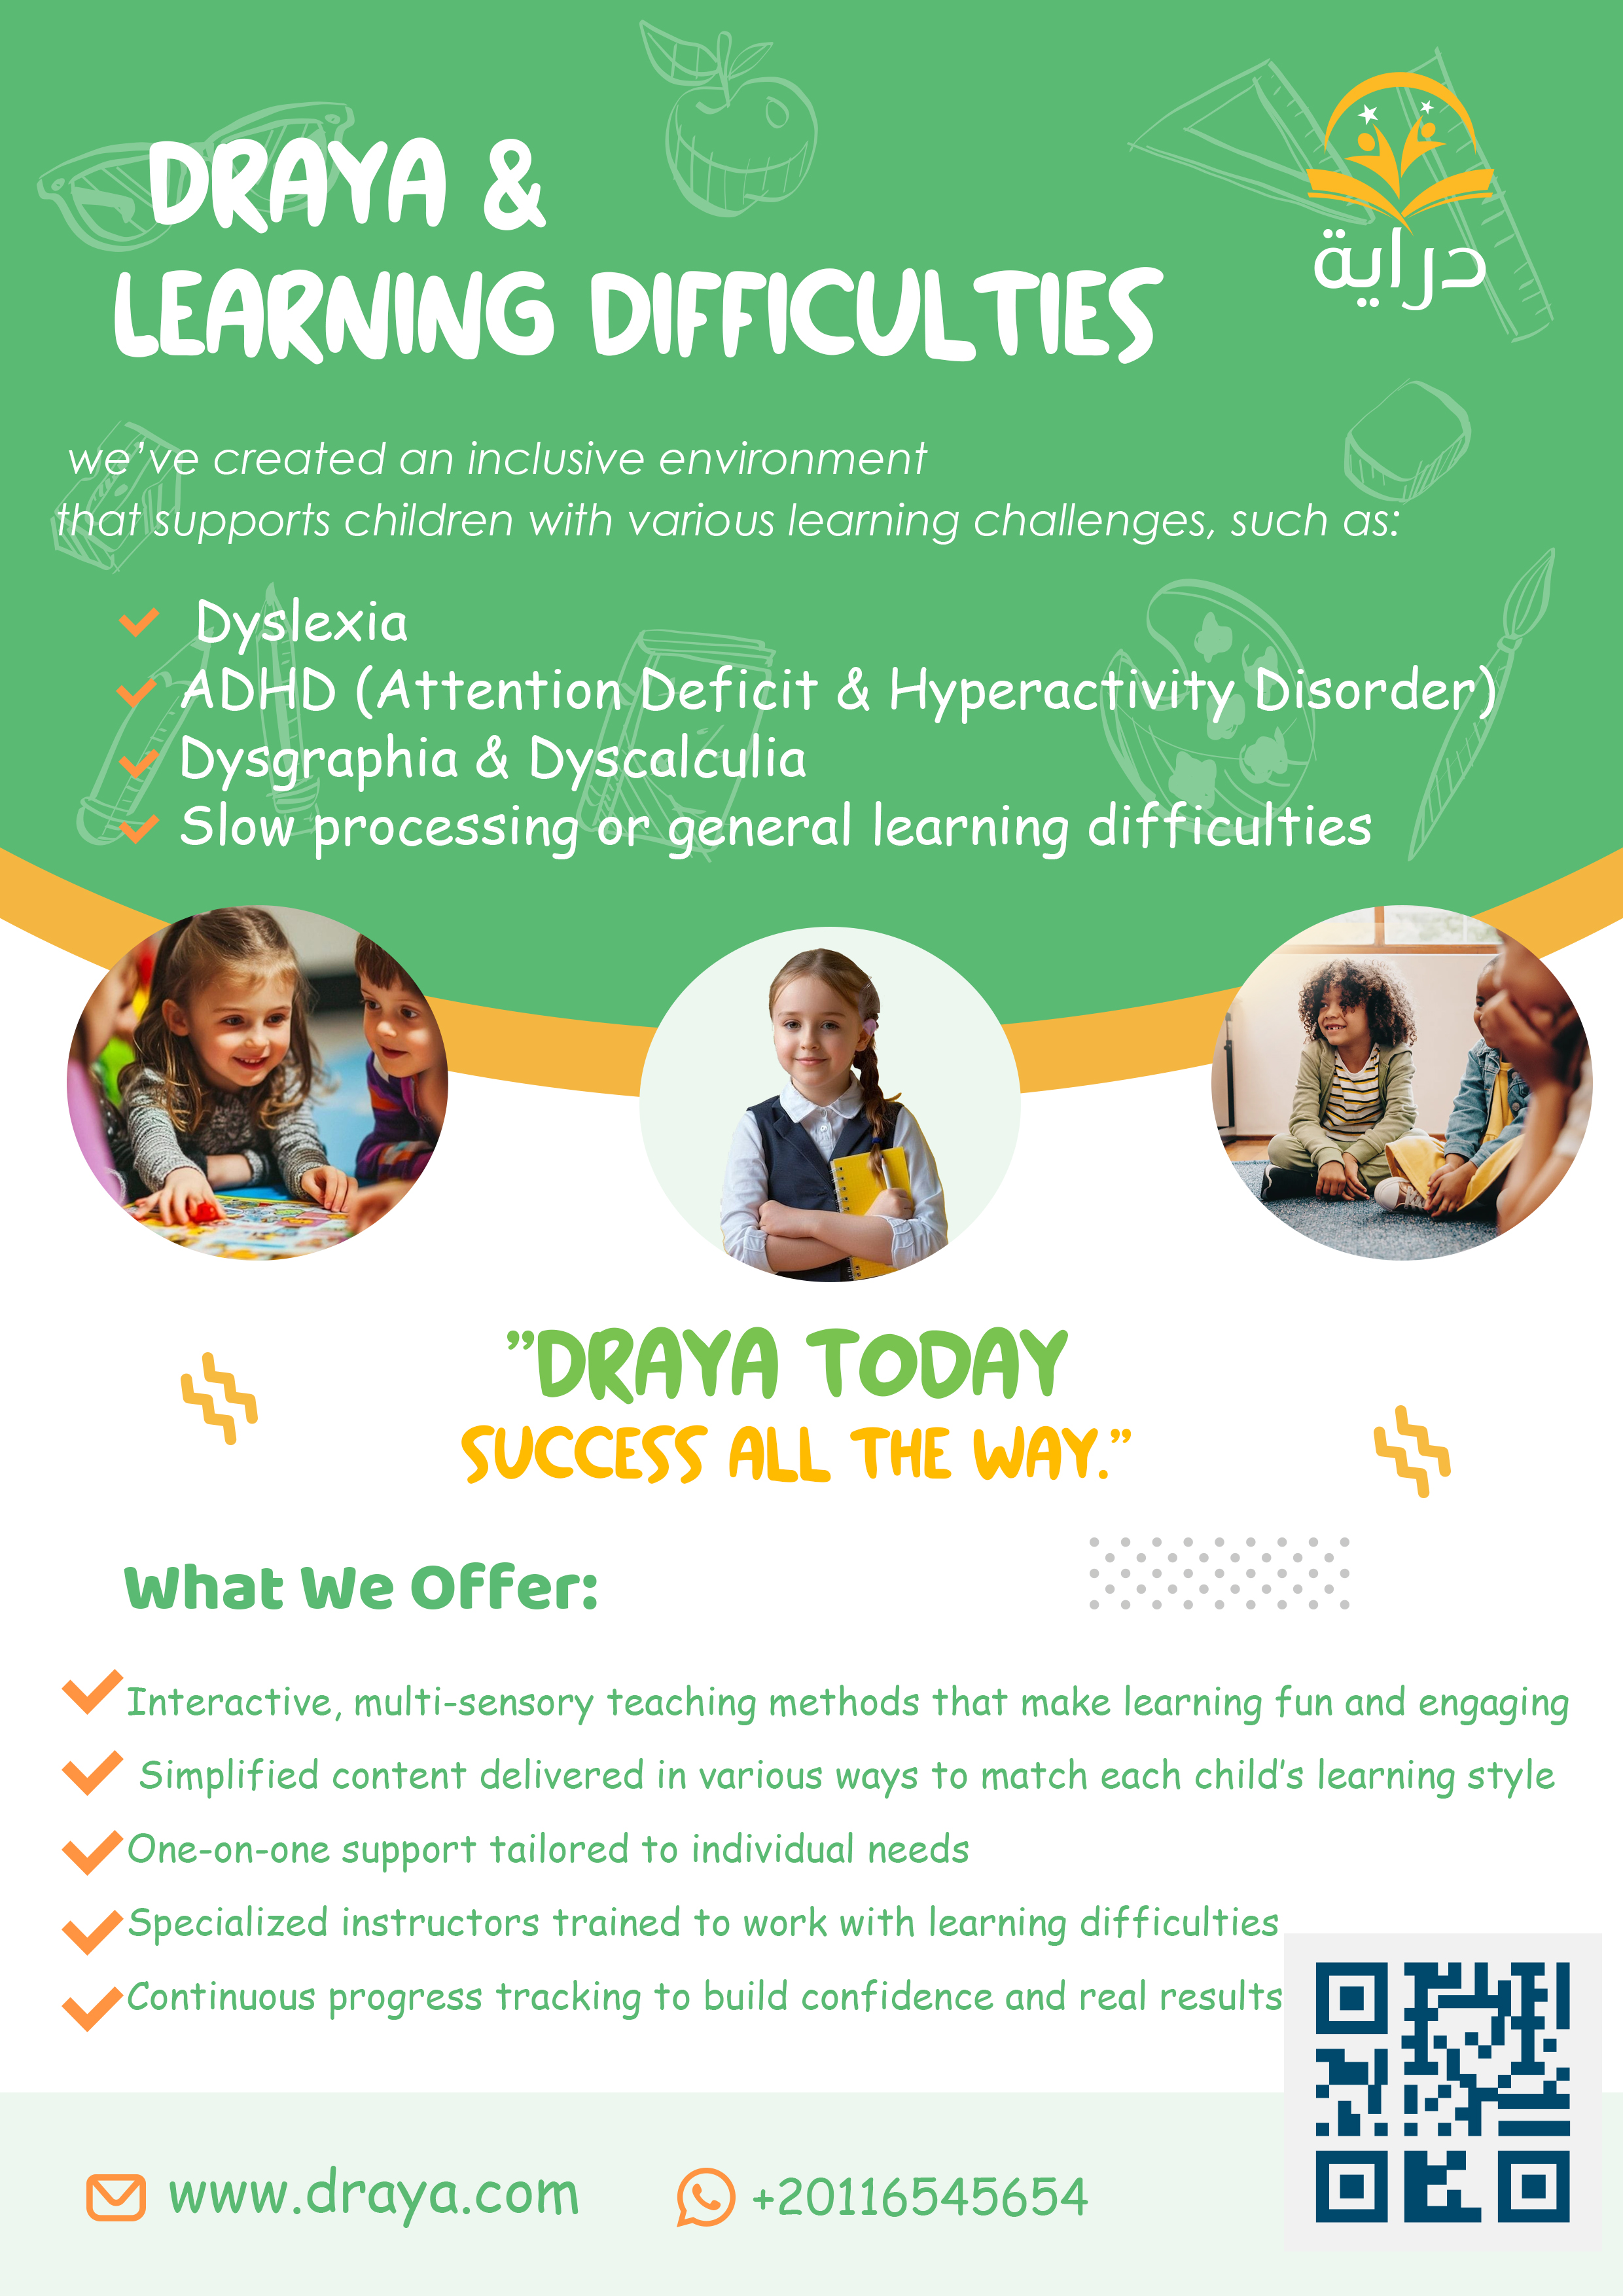 DRAYA &
LEARNING DIFFICULTIES
دراية
we've created an inclusive environment
that supports children with various learning challenges, such as:
Dyslexia
ADHD (Attention Deficit & Hyperactivity Disorder)
Dysgraphia & Dyscalculia
Slow processing or general learning difficulties
”DRAYA TODAY
SUCCESS ALL THE WAY.”
What We Offer:
Interactive, multi-sensory teaching methods that make learning fun and engaging
Simplified content delivered in various ways to match each child's learning style
One-on-one support tailored to individual needs
Specialized instructors trained to work with learning difficulties
Continuous progress tracking to build confidence and real results
www.draya.com
+20116545654